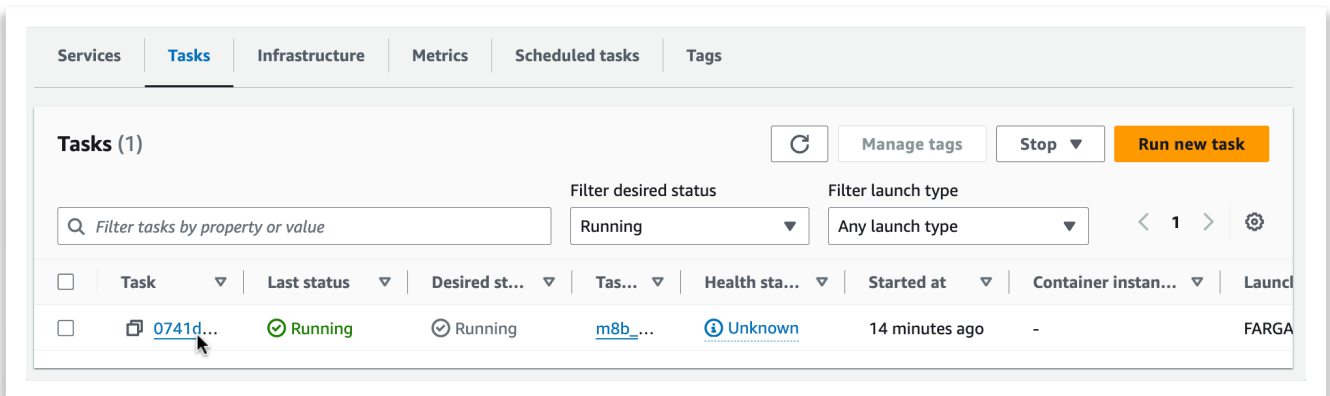 Services Tasks Infrastructure Metrics Scheduled tasks Tags
Tasks (1) Manage tags Stop Run new task
Filter desired status Filter launch type
Filter tasks by property or value Running Any launch type 1
Task Last status Desired st... Tas... Health sta... Started at Container instan... Launcl
0741d... Running Running m8b_... Unknown 14 minutes ago - FARGA